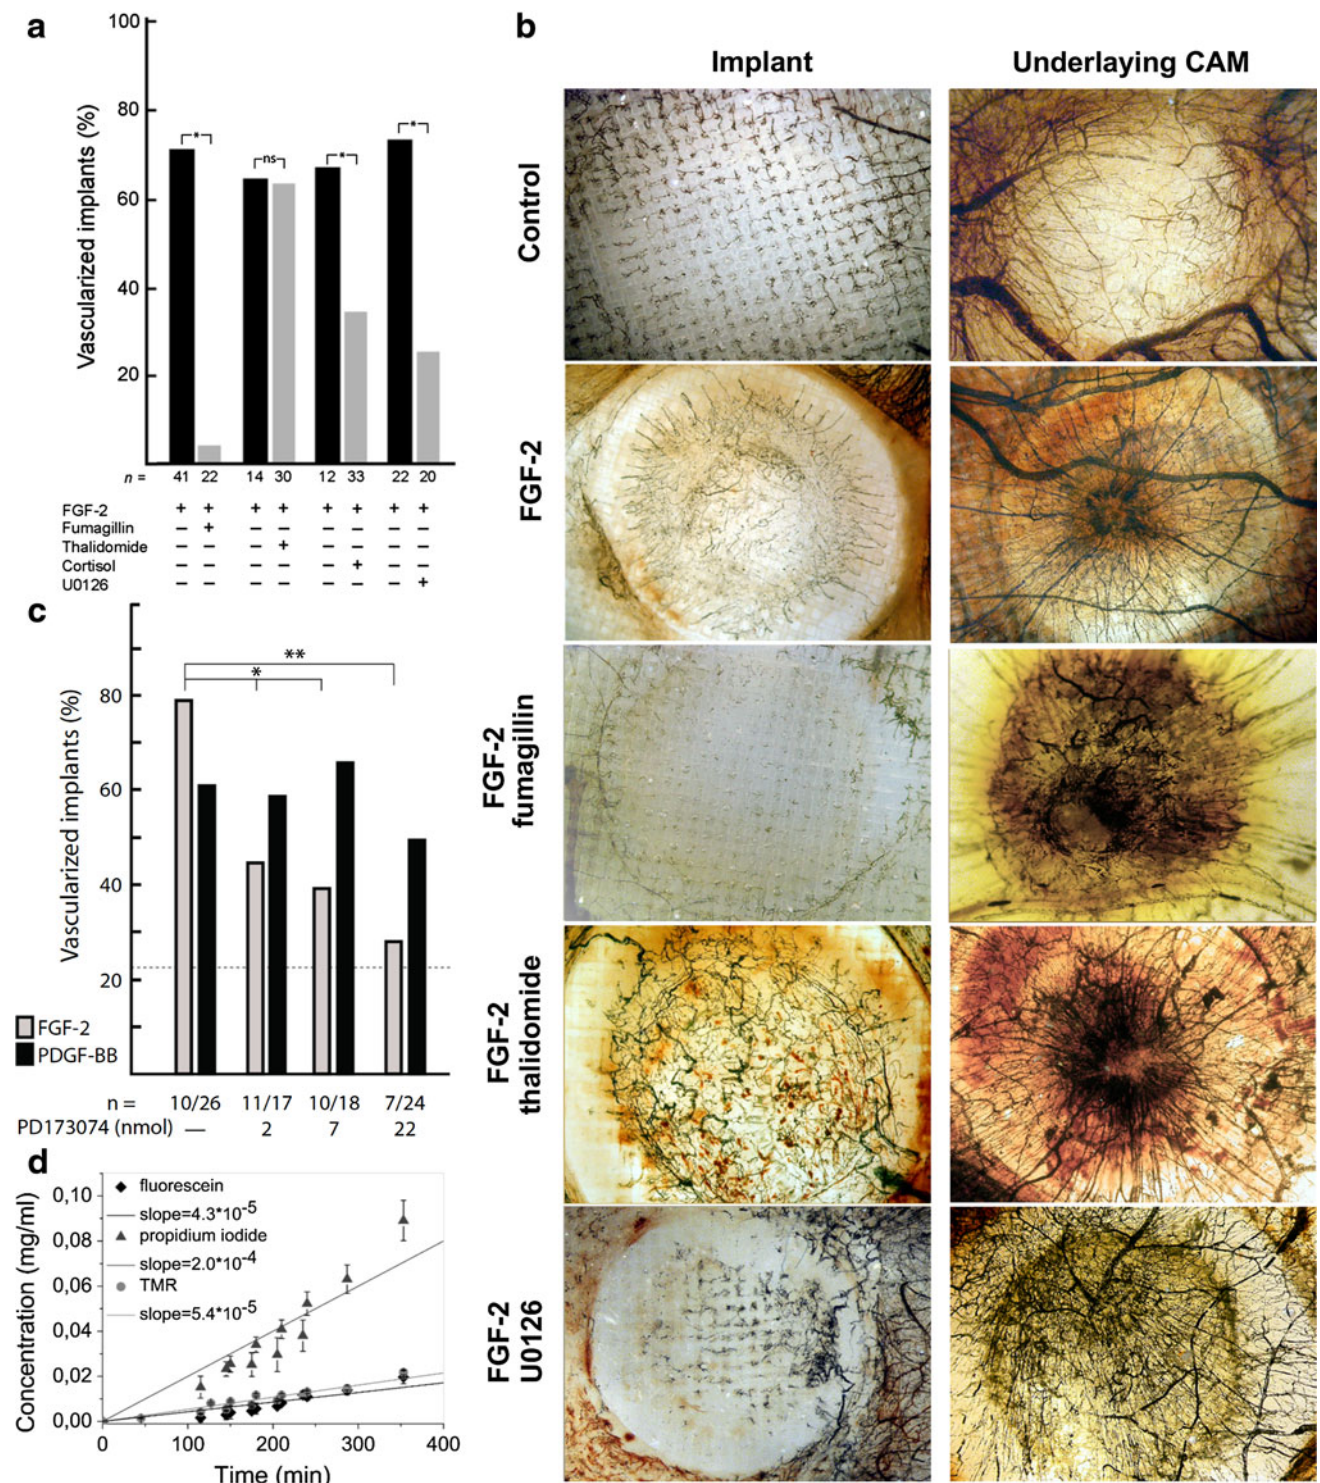 a
Vascularized implants (%)
100
80
60
40
20
* ns * *
n = 41 22 14 30 12 33 22 20
FGF-2 + + + + + + + +
Fumagillin – + – – – – – –
Thalidomide – – – + – – – –
Cortisol – – – – – + – –
U0126 – – – – – – – +
b
Implant Underlaying CAM
Control
FGF-2
FGF-2
fumagillin
FGF-2
thalidomide
FGF-2
U0126
c
Vascularized implants (%)
80
60
40
20
**
*
FGF-2
PDGF-BB
n = 10/26 11/17 10/18 7/24
PD173074 (nmol) — 2 7 22
d
Concentration (mg/ml)
0,10
0,08
0,06
0,04
0,02
0,00
fluorescein
slope=4.3*10⁻⁵
propidium iodide
slope=2.0*10⁻⁴
TMR
slope=5.4*10⁻⁵
0 100 200 300 400
Time (min)